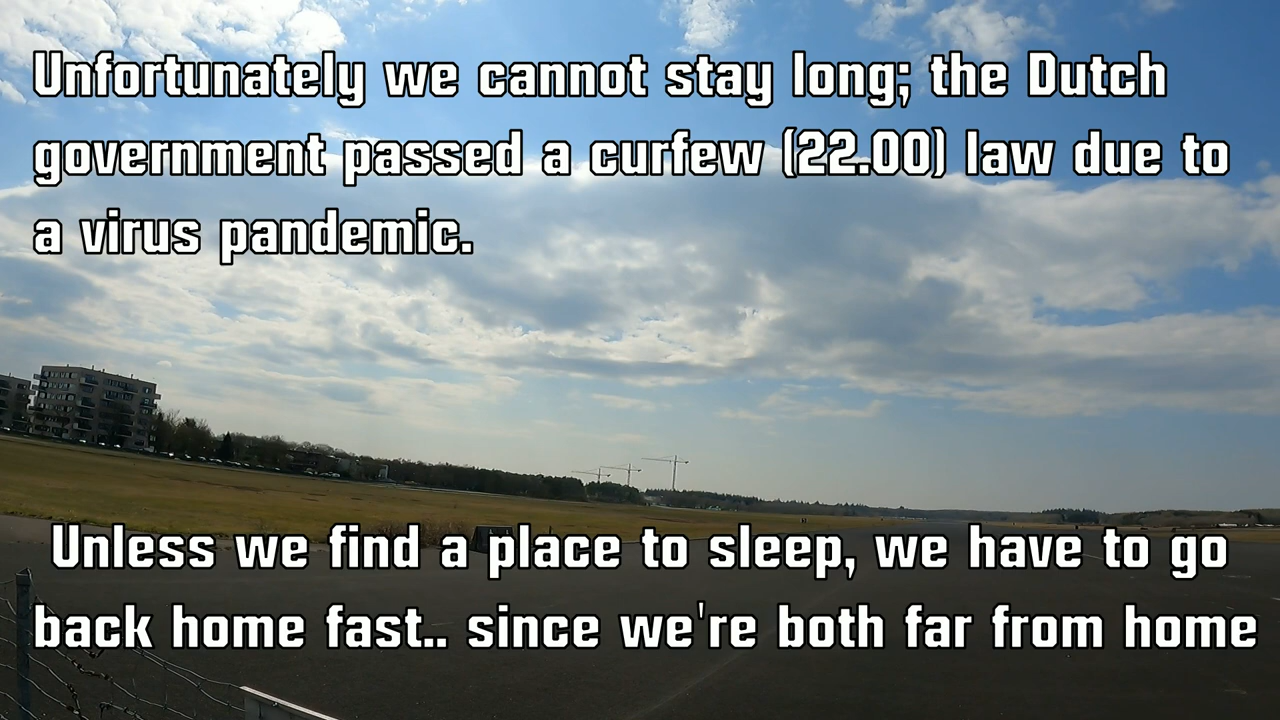 Unfortunately we cannot stay long; the Dutch
government passed a curfew (22.00) law due to
a virus pandemic.
Unless we find a place to sleep, we have to go
back home fast.. since we're both far from home